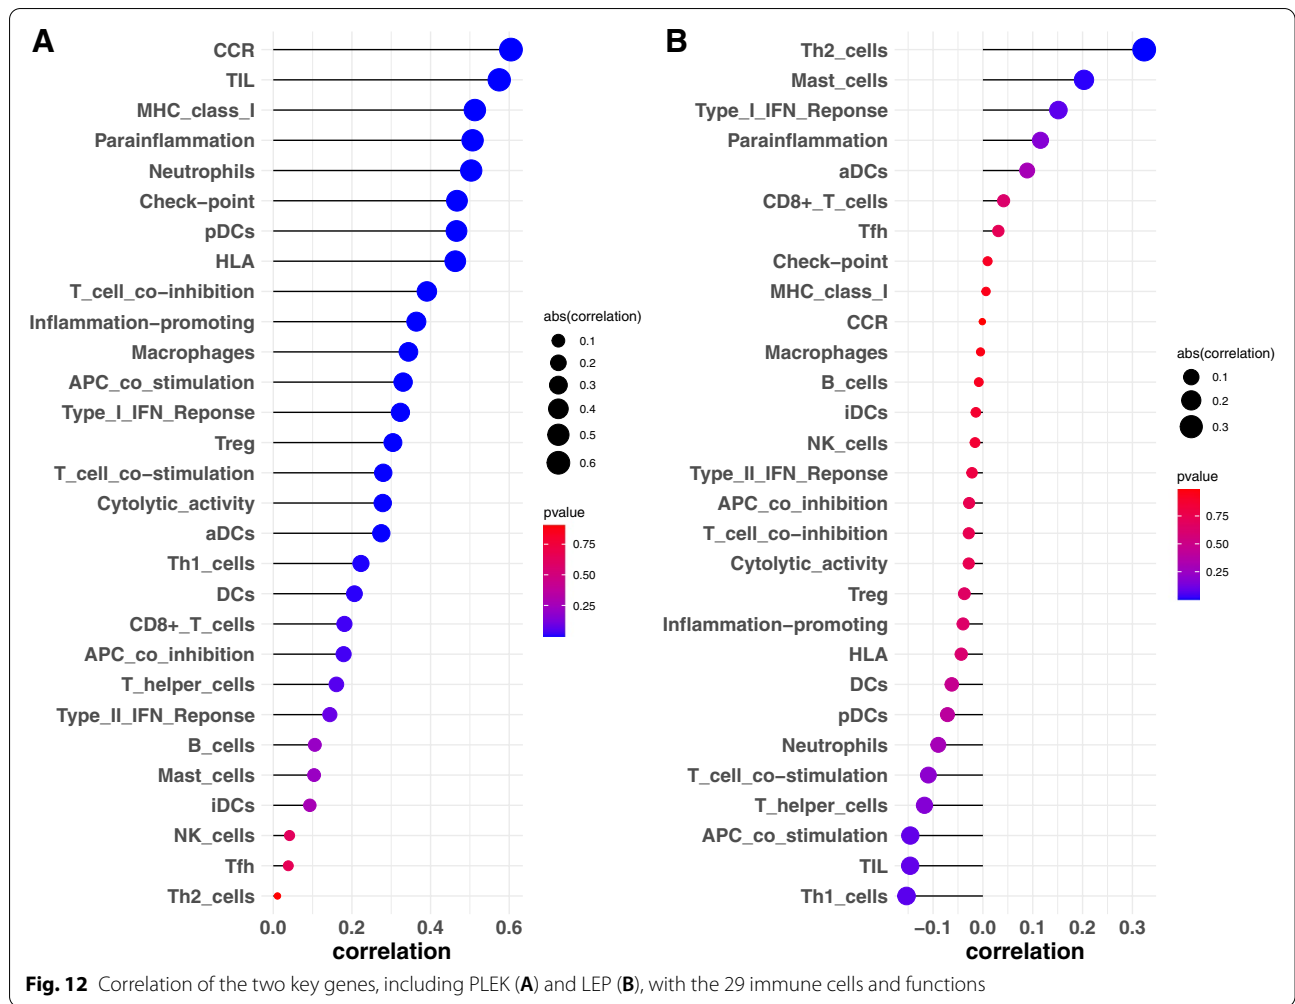 A
CCR
TIL
MHC_class_I
Parainflammation
Neutrophils
Check−point
pDCs
HLA
T_cell_co−inhibition
Inflammation−promoting
Macrophages
APC_co_stimulation
Type_I_IFN_Reponse
Treg
T_cell_co−stimulation
Cytolytic_activity
aDCs
Th1_cells
DCs
CD8+_T_cells
APC_co_inhibition
T_helper_cells
Type_II_IFN_Reponse
B_cells
Mast_cells
iDCs
NK_cells
Tfh
Th2_cells
0.0 0.2 0.4 0.6
correlation
abs(correlation)
0.1
0.2
0.3
0.4
0.5
0.6
pvalue
0.75
0.50
0.25
B
Th2_cells
Mast_cells
Type_I_IFN_Reponse
Parainflammation
aDCs
CD8+_T_cells
Tfh
Check−point
MHC_class_I
CCR
Macrophages
B_cells
iDCs
NK_cells
Type_II_IFN_Reponse
APC_co_inhibition
T_cell_co−inhibition
Cytolytic_activity
Treg
Inflammation−promoting
HLA
DCs
pDCs
Neutrophils
T_cell_co−stimulation
T_helper_cells
APC_co_stimulation
TIL
Th1_cells
−0.1 0.0 0.1 0.2 0.3
correlation
abs(correlation)
0.1
0.2
0.3
pvalue
0.75
0.50
0.25
Fig. 12 Correlation of the two key genes, including PLEK (A) and LEP (B), with the 29 immune cells and functions